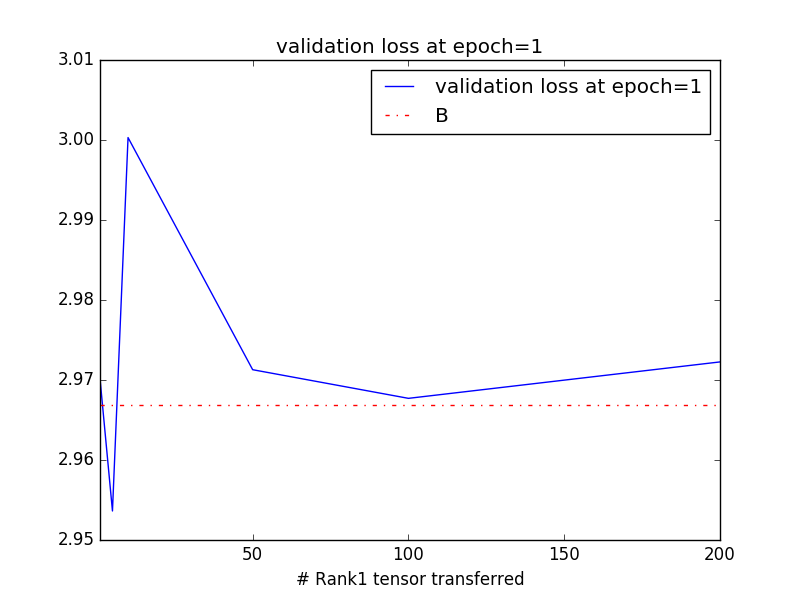 validation loss at epoch=1
3.01
validation loss at epoch=1
B
3.00
2.99
2.98
2.97
2.96
2.95
50 100 150 200
# Rank1 tensor transferred